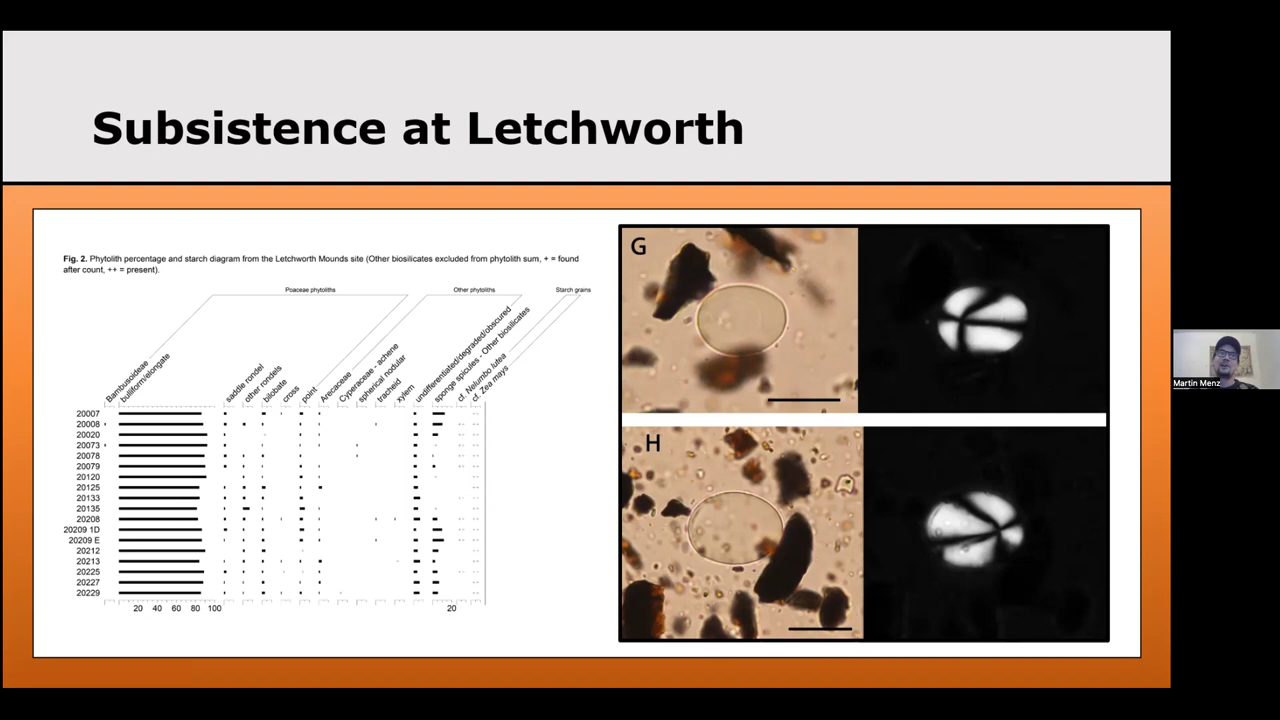 Subsistence at Letchworth
Fig. 2. Phytolith percentage and starch diagram from the Letchworth Mounds site (Other biosilicates excluded from phytolith sum, + = found
after count, ++ = present).
Poaceae phytoliths
Other phytoliths
Starch grains
Bambusoideae
bulliform/elongate
saddle rondel
other rondels
bilobate
cross
point
Arecaceae
Cyperaceae - achene
spherical nodular
tracheid
xylem
undifferentiated/degraded/obscured
sponge spicules - Other biosilicates
cf. Nelumbo lutea
cf. Zea mays
20007
20008
20020
20073
20078
20079
20120
20125
20133
20135
20208
20209 1D
20209 E
20212
20213
20225
20227
20229
20 40 60 80 100
20
G
H
Martin Menz